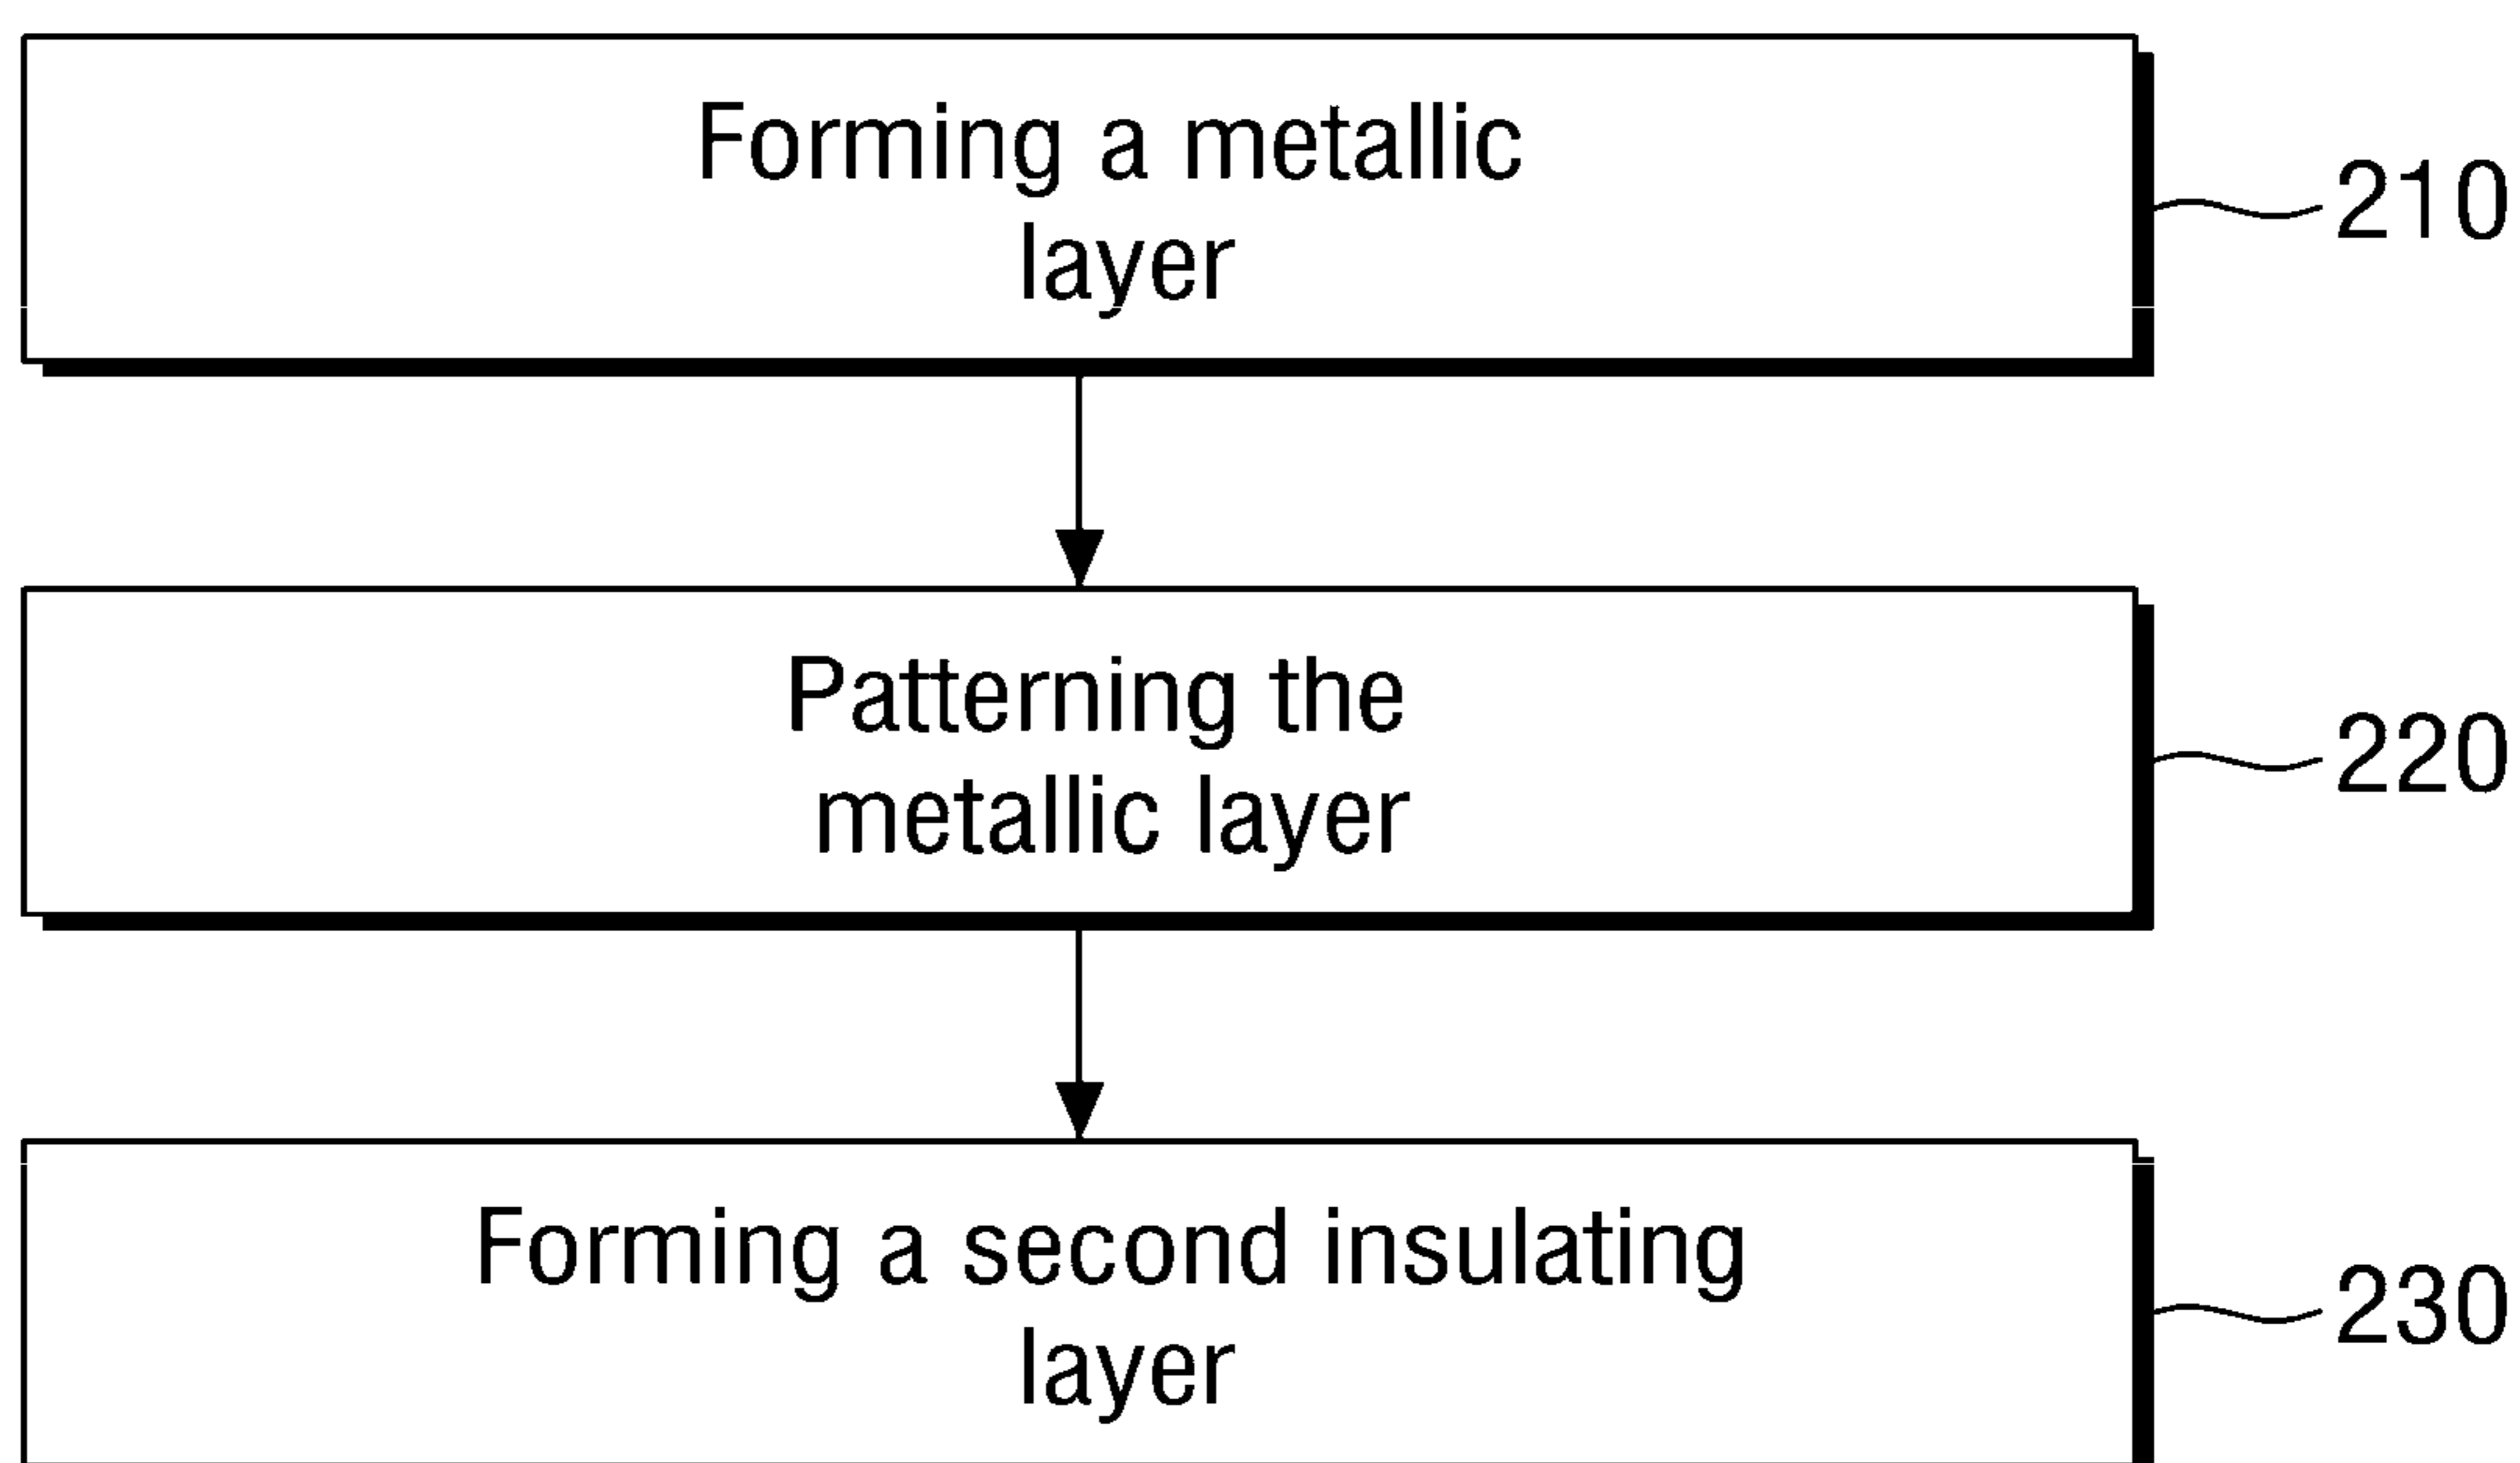 Forming a metallic
layer
210
Patterning the
metallic layer
220
Forming a second insulating
layer
230